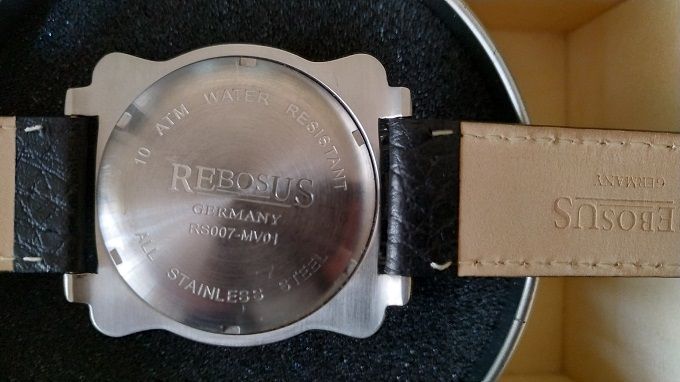 10 ATM WATER RESISTANT
REBOSUS
GERMANY
RS007-MV01
ALL STAINLESS STEEL
REBOSUS
GERMANY